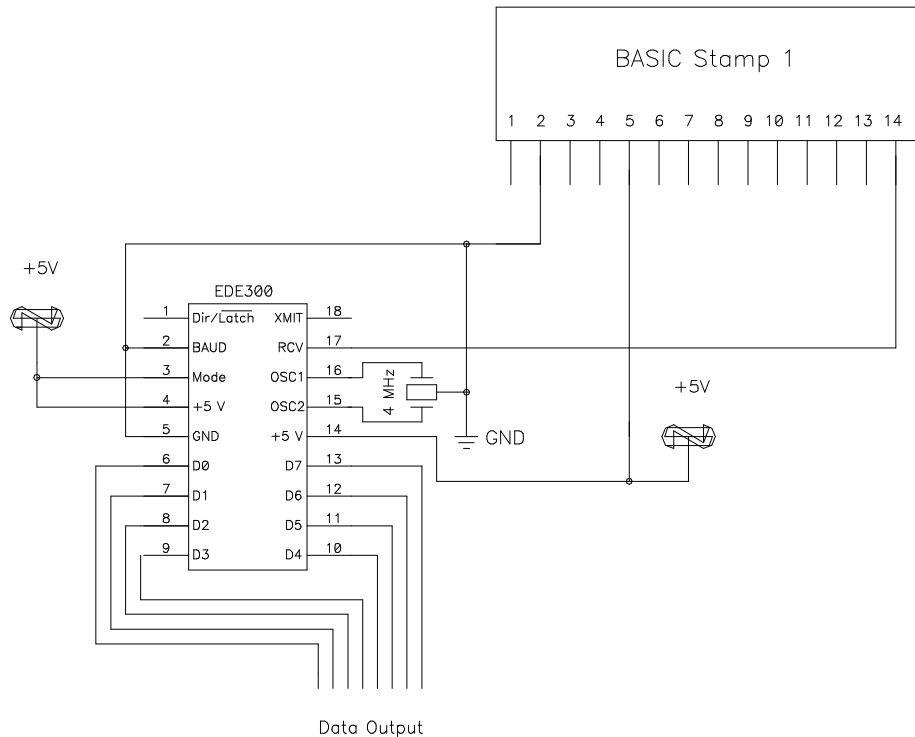 BASIC Stamp 1
1 2 3 4 5 6 7 8 9 10 11 12 13 14
+5V
EDE300
1 Dir/Latch XMIT 18
2 BAUD RCV 17
3 Mode OSC1 16
4 +5 V OSC2 15
5 GND +5 V 14
6 D0 D7 13
7 D1 D6 12
8 D2 D5 11
9 D3 D4 10
4 MHz
GND
+5V
Data Output